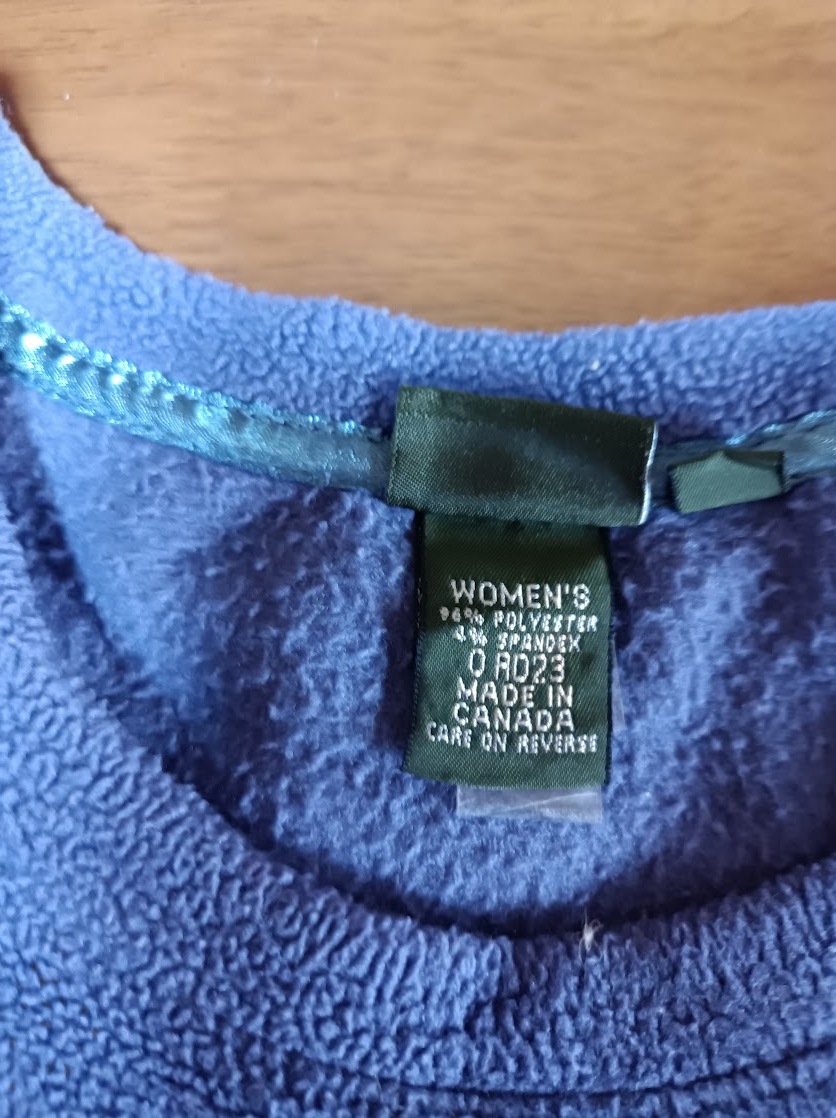 WOMEN'S
96% POLYESTER
4% SPANDEX
0 RD23
MADE IN
CANADA
CARE ON REVERSE